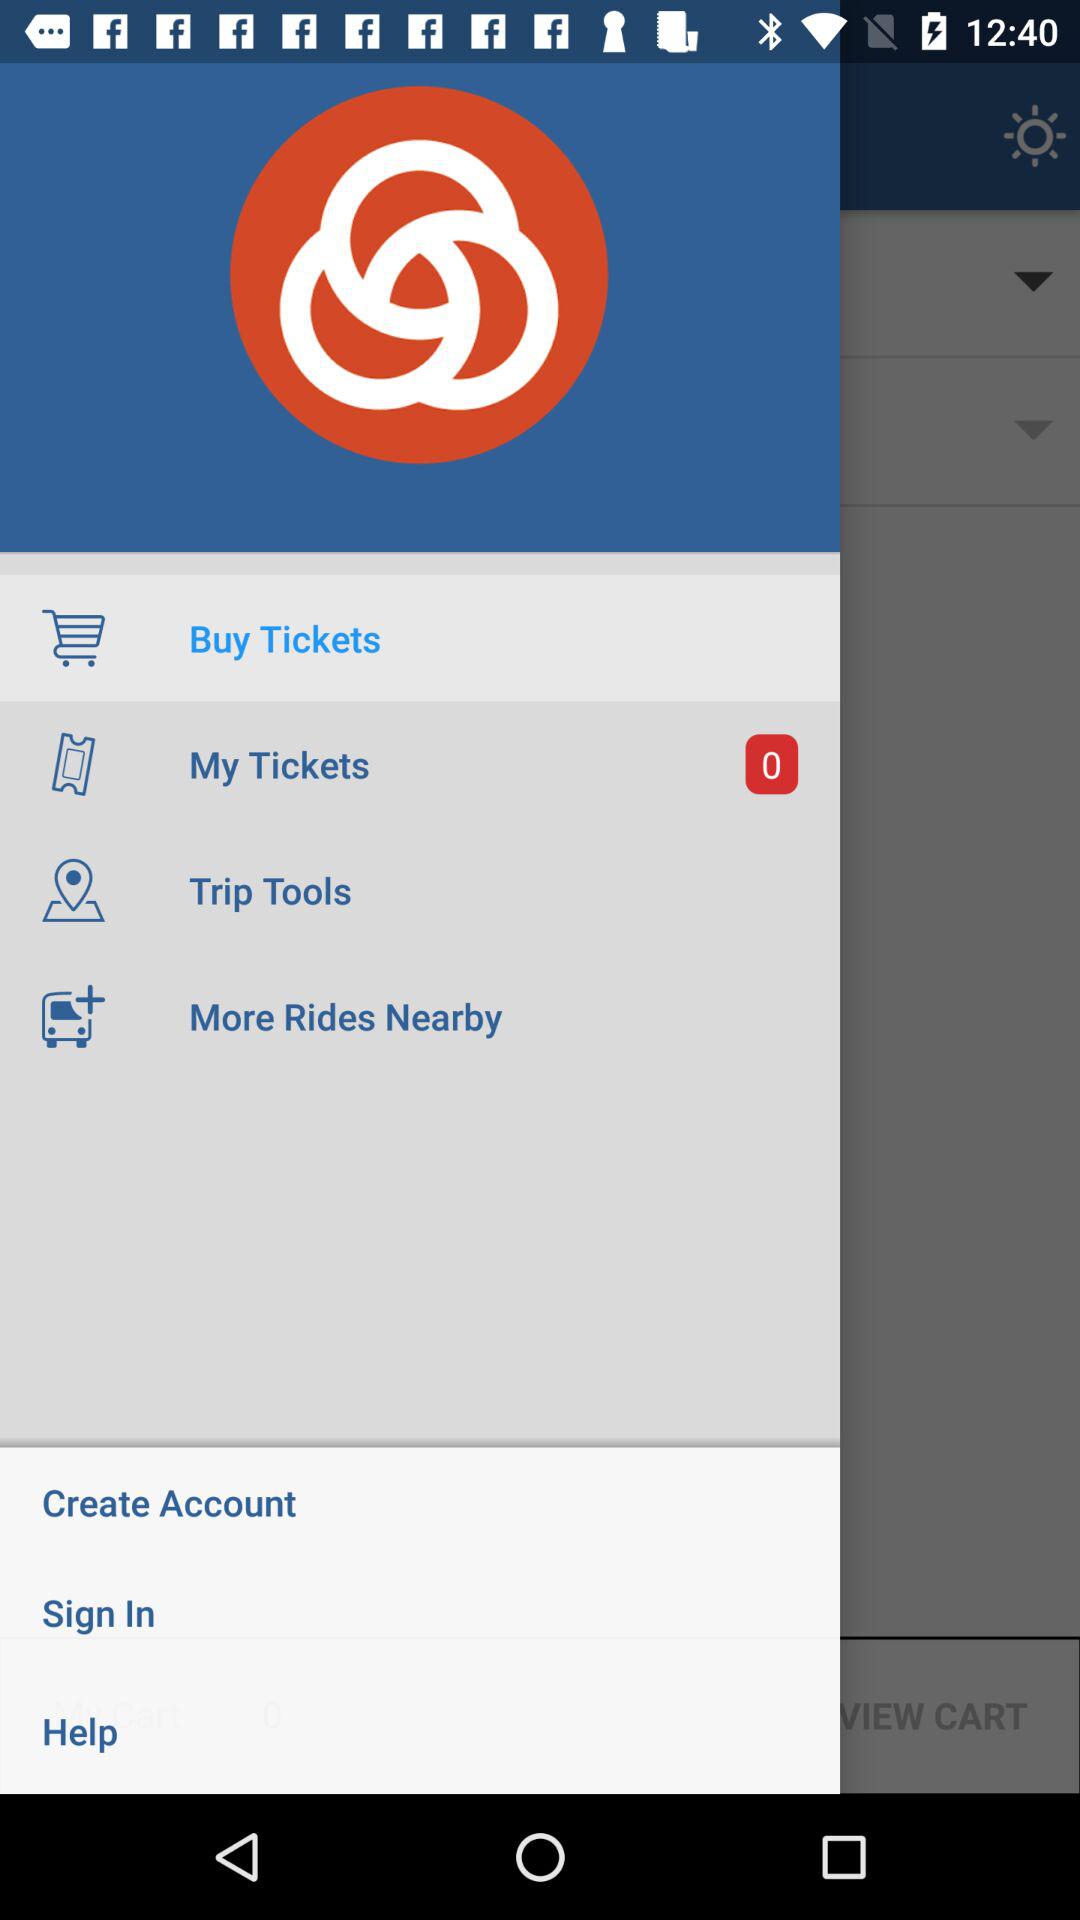 12:40
Buy Tickets
My Tickets 0
Trip Tools
More Rides Nearby
Create Account
Sign In
My Cart 0 VIEW CART
Help